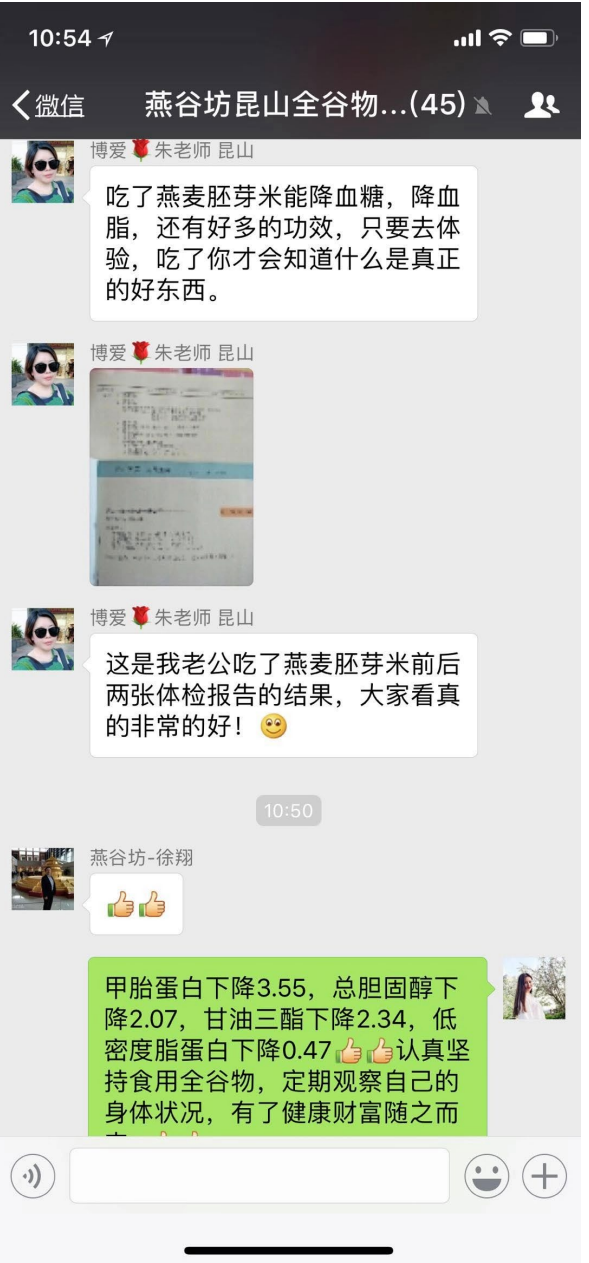 10:54
微信
燕谷坊昆山全谷物...(45)
博爱🌹朱老师 昆山
吃了燕麦胚芽米能降血糖，降血
脂，还有好多的功效，只要去体
验，吃了你才会知道什么是真正
的好东西。
博爱🌹朱老师 昆山
博爱🌹朱老师 昆山
这是我老公吃了燕麦胚芽米前后
两张体检报告的结果，大家看真
的非常的好！🙂
10:50
燕谷坊-徐翔
👍👍
甲胎蛋白下降3.55，总胆固醇下
降2.07，甘油三酯下降2.34，低
密度脂蛋白下降0.47👍👍认真坚
持食用全谷物，定期观察自己的
身体状况，有了健康财富随之而